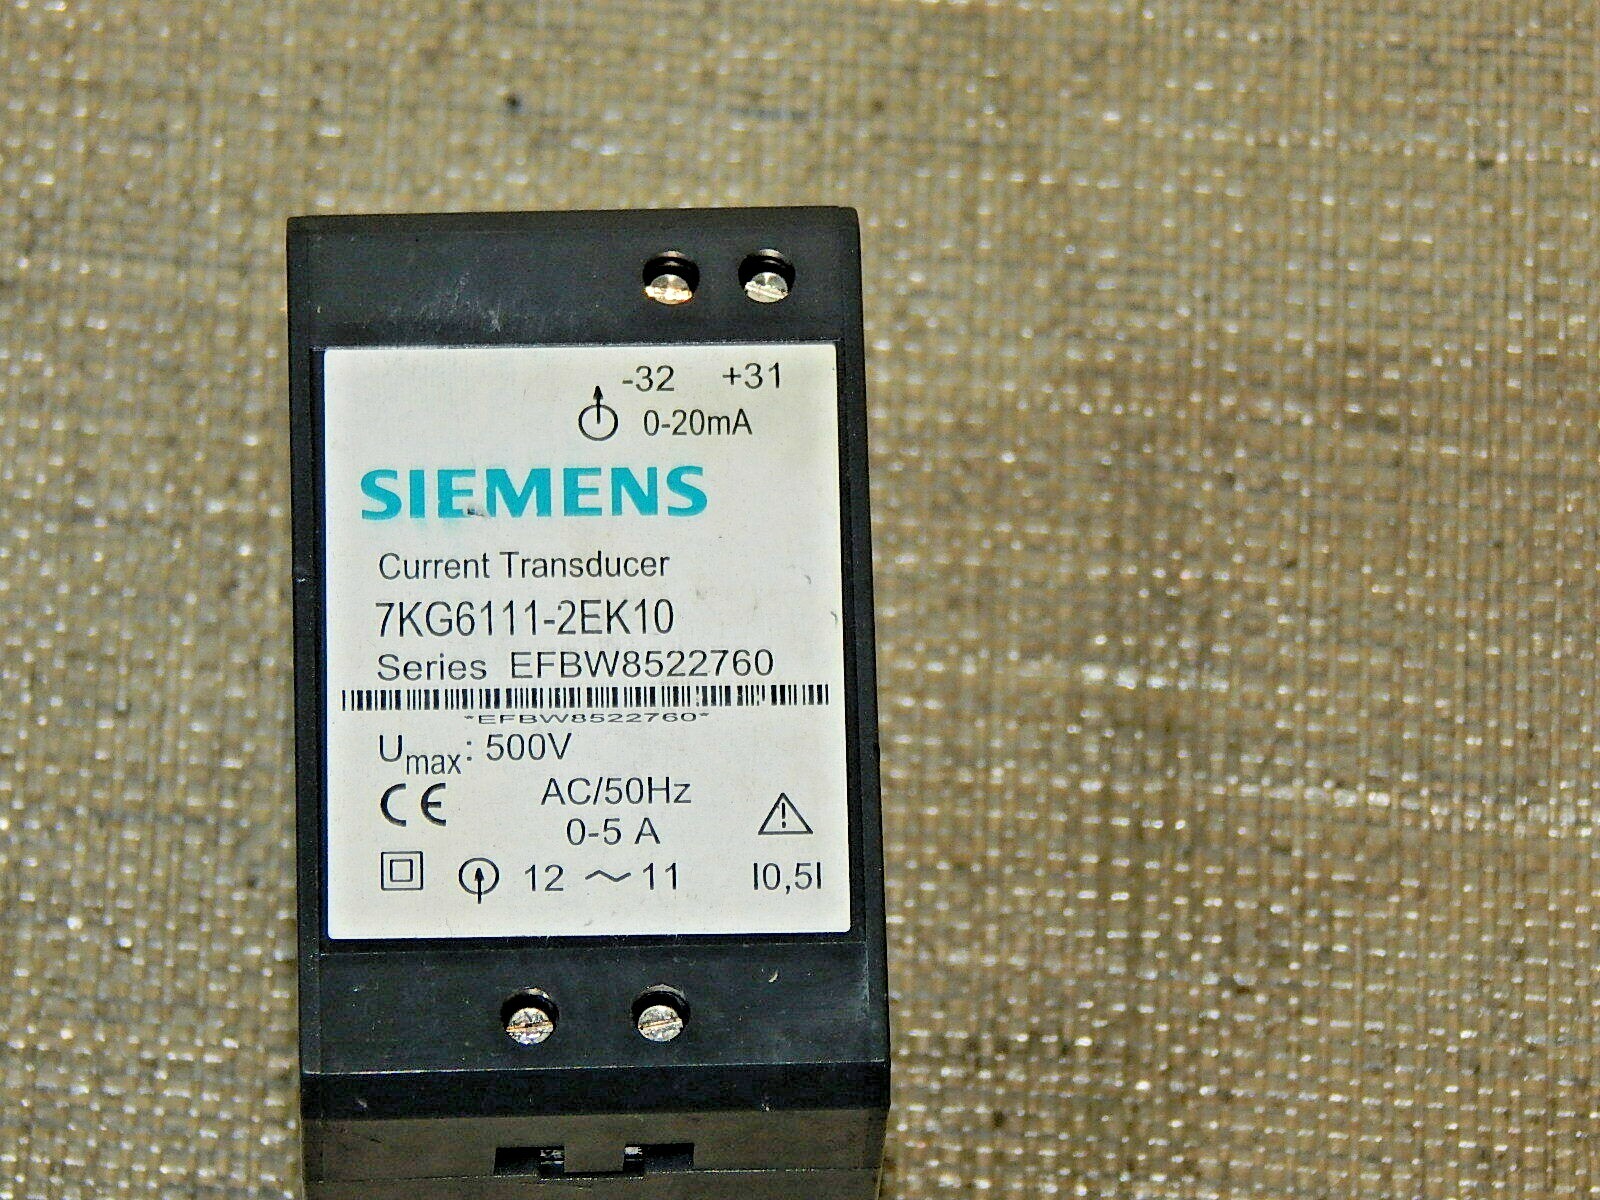 -32 +31
0-20mA
SIEMENS
Current Transducer
7KG6111-2EK10
Series EFBW8522760
*EFBW8522760*
Umax: 500V
CE AC/50Hz
0-5 A
12 ~ 11 I0,5I